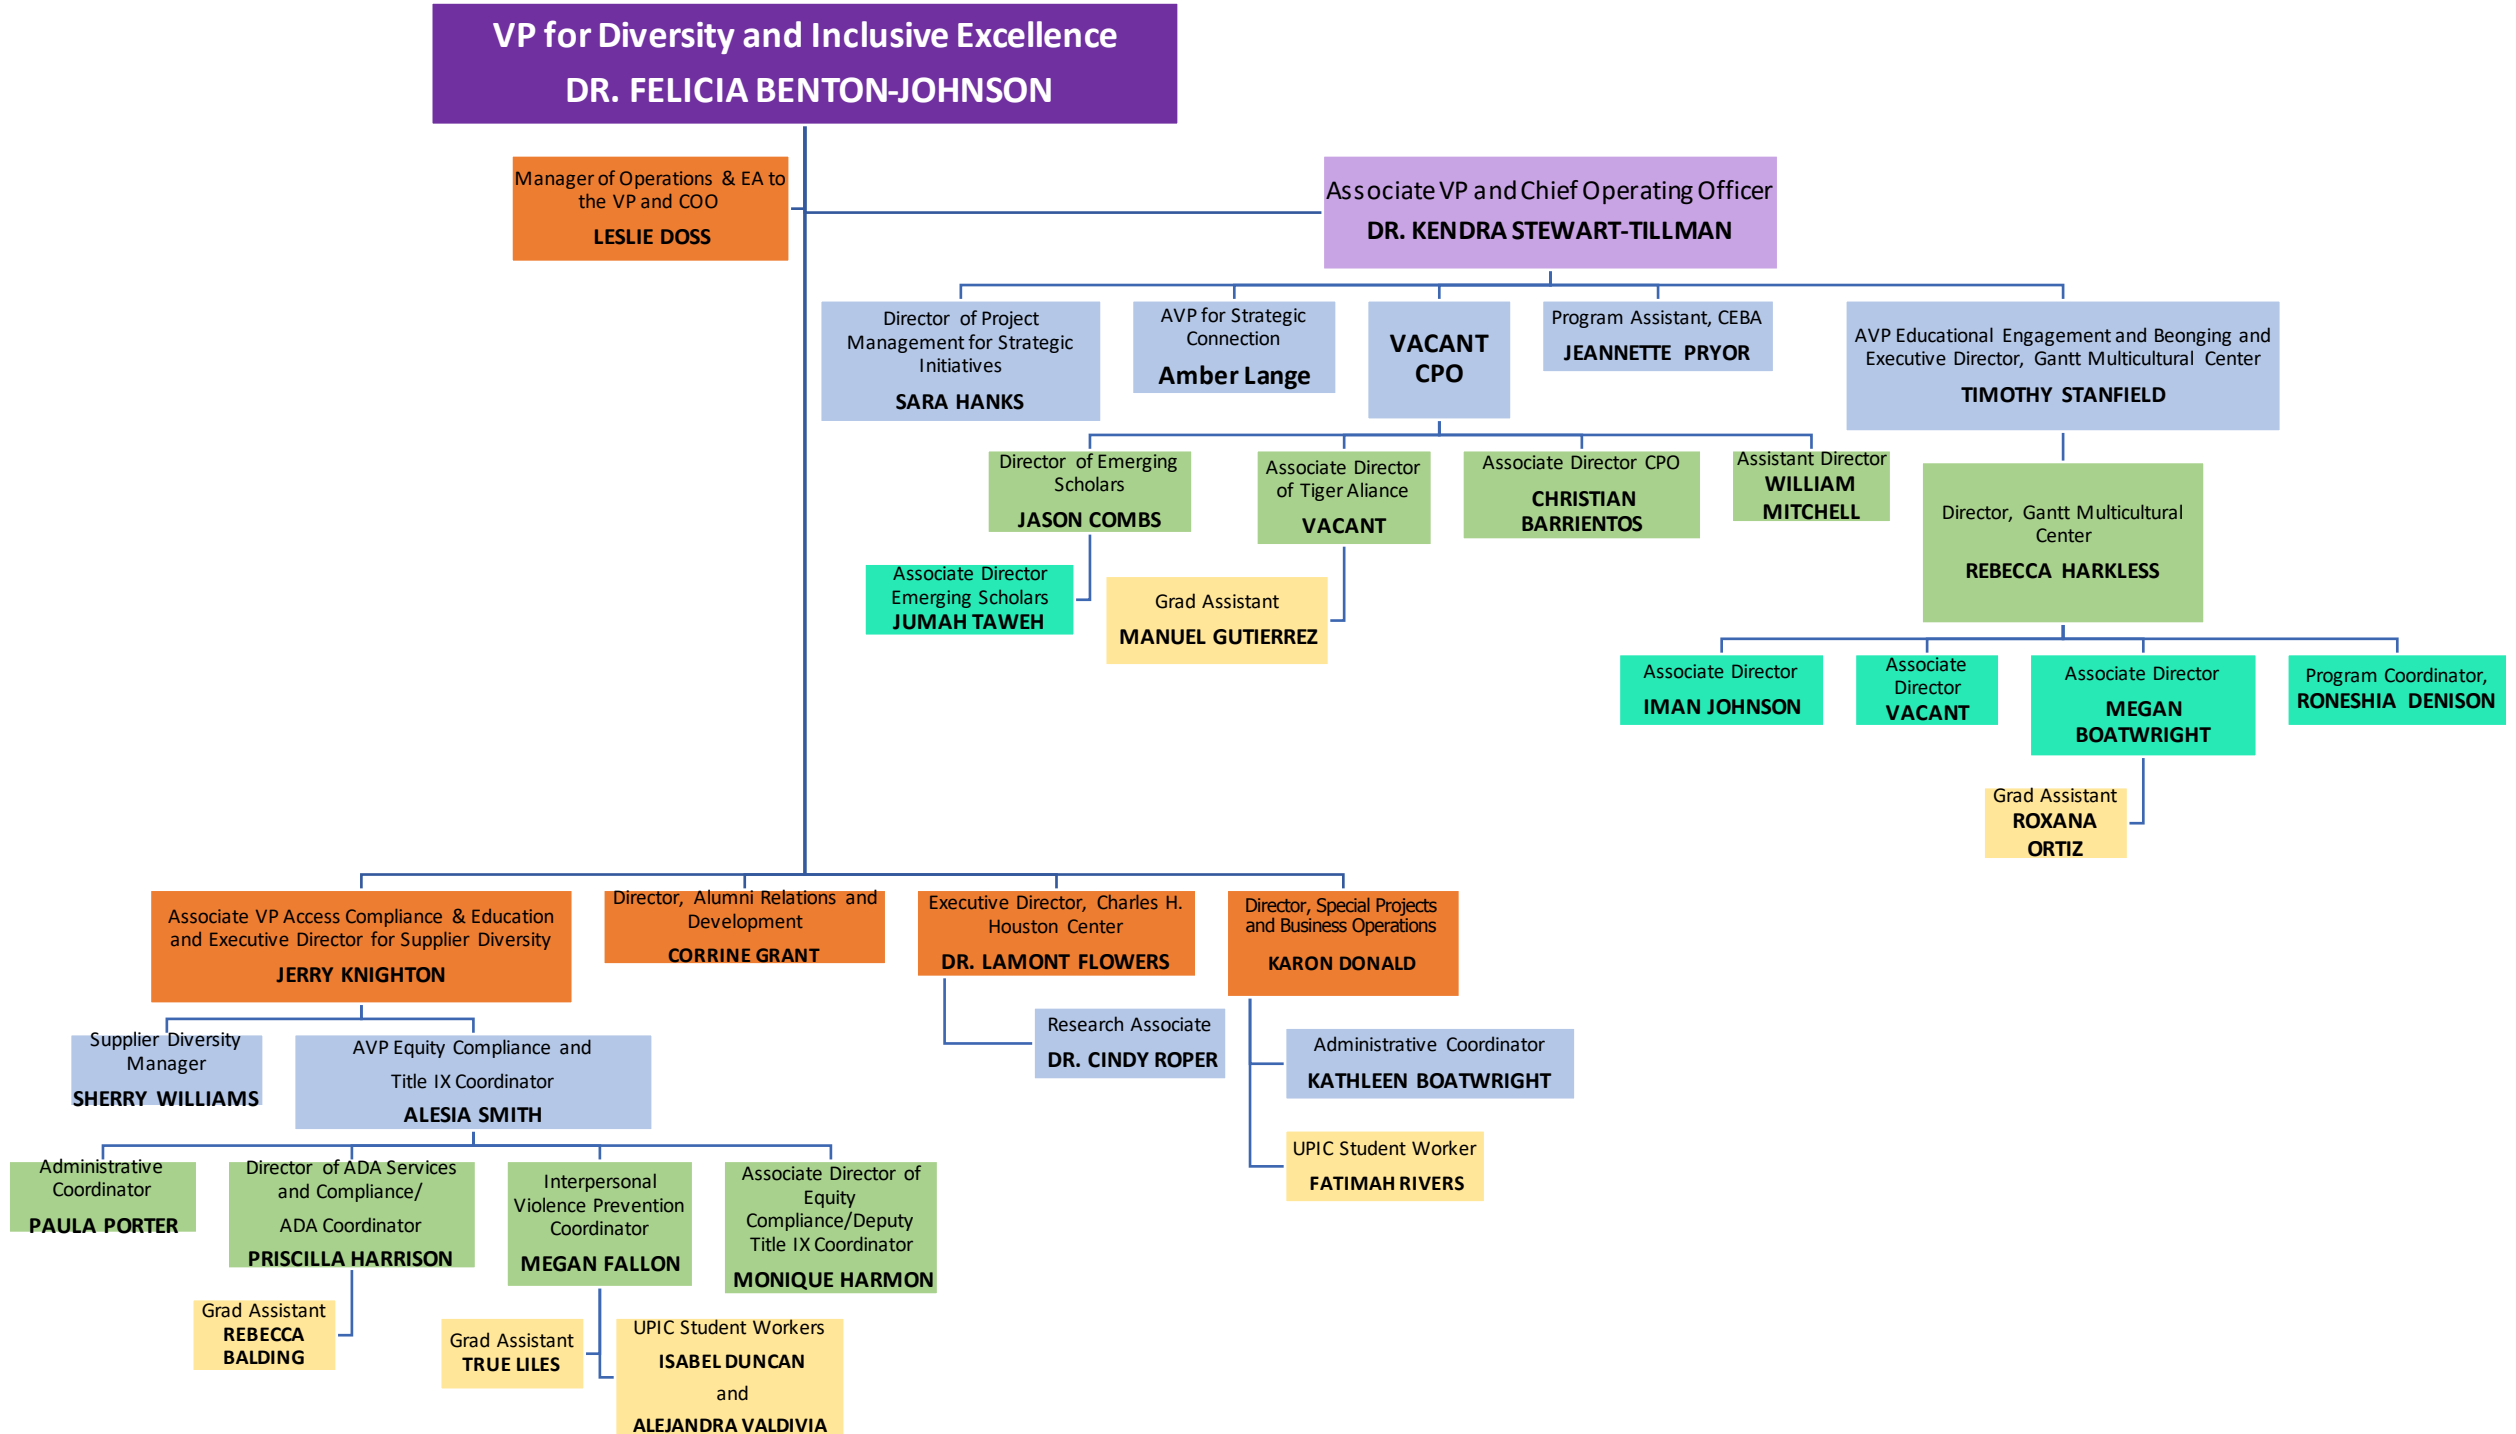 VP for Diversity and Inclusive Excellence
DR. FELICIA BENTON-JOHNSON
Manager of Operations & EA to
the VP and COO
LESLIE DOSS
Associate VP and Chief Operating Officer
DR. KENDRA STEWART-TILLMAN
Director of Project
Management for Strategic
Initiatives
SARA HANKS
AVP for Strategic
Connection
Amber Lange
VACANT
CPO
Program Assistant, CEBA
JEANNETTE PRYOR
AVP Educational Engagement and Beonging and
Executive Director, Gantt Multicultural Center
TIMOTHY STANFIELD
Director of Emerging
Scholars
JASON COMBS
Associate Director
of Tiger Aliance
VACANT
Associate Director CPO
CHRISTIAN
BARRIENTOS
Assistant Director
WILLIAM
MITCHELL
Director, Gantt Multicultural
Center
REBECCA HARKLESS
Associate Director
Emerging Scholars
JUMAH TAWEH
Grad Assistant
MANUEL GUTIERREZ
Associate Director
IMAN JOHNSON
Associate
Director
VACANT
Associate Director
MEGAN
BOATWRIGHT
Program Coordinator,
RONESHIA DENISON
Grad Assistant
ROXANA
ORTIZ
Associate VP Access Compliance & Education
and Executive Director for Supplier Diversity
JERRY KNIGHTON
Director, Alumni Relations and
Development
CORRINE GRANT
Executive Director, Charles H.
Houston Center
DR. LAMONT FLOWERS
Director, Special Projects
and Business Operations
KARON DONALD
Supplier Diversity
Manager
SHERRY WILLIAMS
AVP Equity Compliance and
Title IX Coordinator
ALESIA SMITH
Research Associate
DR. CINDY ROPER
Administrative Coordinator
KATHLEEN BOATWRIGHT
UPIC Student Worker
FATIMAH RIVERS
Administrative
Coordinator
PAULA PORTER
Director of ADA Services
and Compliance/
ADA Coordinator
PRISCILLA HARRISON
Interpersonal
Violence Prevention
Coordinator
MEGAN FALLON
Associate Director of
Equity
Compliance/Deputy
Title IX Coordinator
MONIQUE HARMON
Grad Assistant
REBECCA
BALDING
Grad Assistant
TRUE LILES
UPIC Student Workers
ISABEL DUNCAN
and
ALEJANDRA VALDIVIA